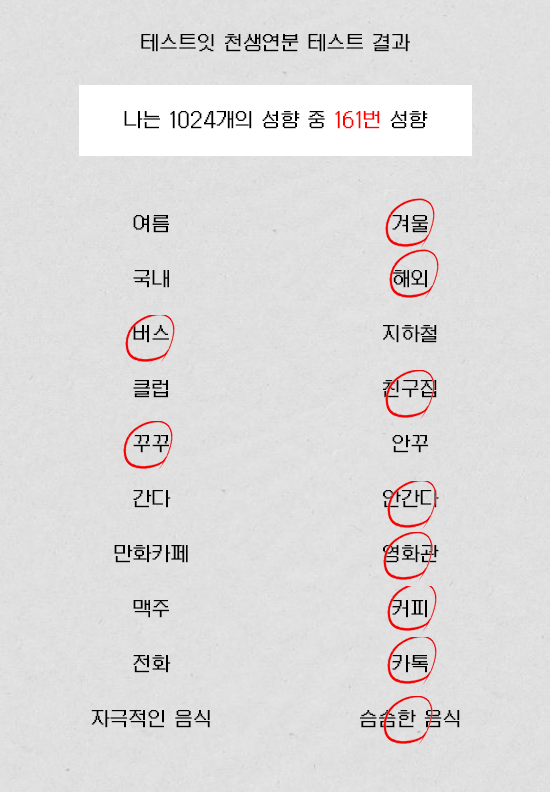 테스트잇 천생연분 테스트 결과
나는 1024개의 성향 중 161번 성향
여름 겨울
국내 해외
버스 지하철
클럽 친구집
꾸꾸 안꾸
간다 안간다
만화카페 영화관
맥주 커피
전화 카톡
자극적인 음식 슴슴한 음식